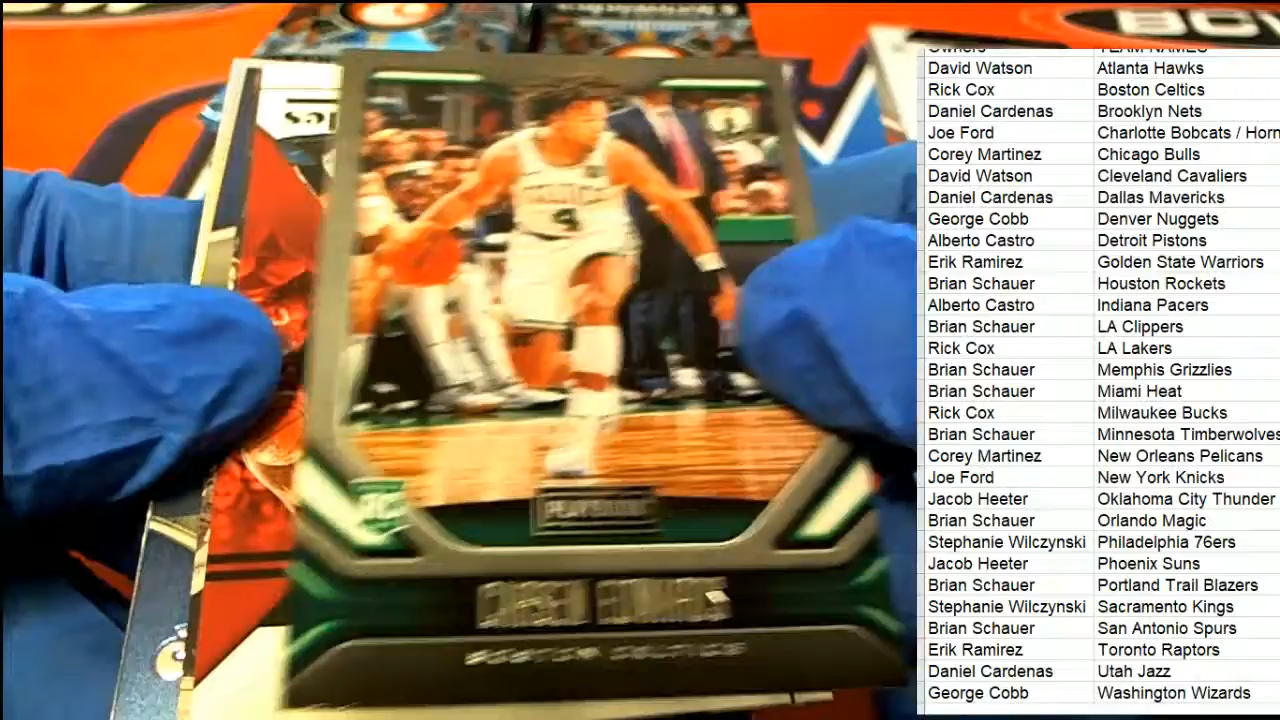 BCW
Owners TEAM NAMES
David Watson Atlanta Hawks
Rick Cox Boston Celtics
Daniel Cardenas Brooklyn Nets
Joe Ford Charlotte Bobcats / Horn
Corey Martinez Chicago Bulls
David Watson Cleveland Cavaliers
Daniel Cardenas Dallas Mavericks
George Cobb Denver Nuggets
Alberto Castro Detroit Pistons
Erik Ramirez Golden State Warriors
Brian Schauer Houston Rockets
Alberto Castro Indiana Pacers
Brian Schauer LA Clippers
Rick Cox LA Lakers
Brian Schauer Memphis Grizzlies
Brian Schauer Miami Heat
Rick Cox Milwaukee Bucks
Brian Schauer Minnesota Timberwolves
Corey Martinez New Orleans Pelicans
Joe Ford New York Knicks
Jacob Heeter Oklahoma City Thunder
Brian Schauer Orlando Magic
Stephanie Wilczynski Philadelphia 76ers
Jacob Heeter Phoenix Suns
Brian Schauer Portland Trail Blazers
Stephanie Wilczynski Sacramento Kings
Brian Schauer San Antonio Spurs
Erik Ramirez Toronto Raptors
Daniel Cardenas Utah Jazz
George Cobb Washington Wizards
4
RC
PLAYBOOK
CARSEN EDWARDS
BOSTON CELTICS